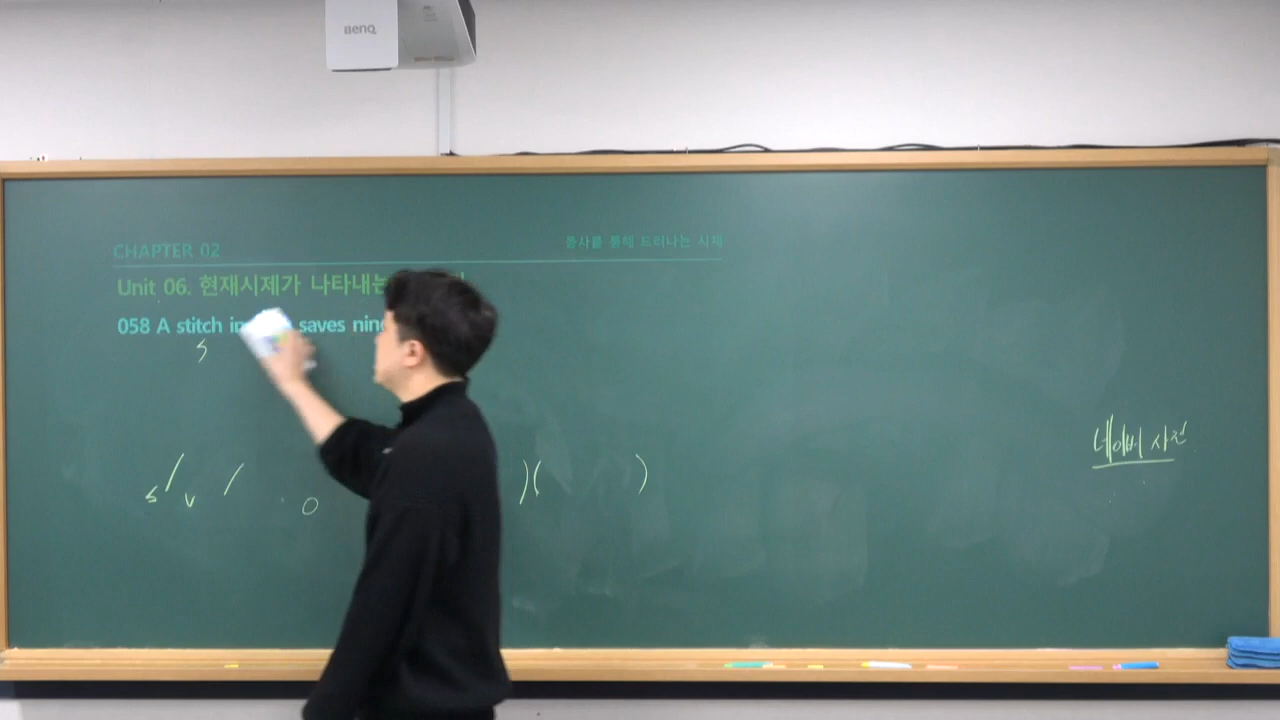 BenQ
CHAPTER 02
동사를 통해 드러나는 시제
Unit 06. 현재시제가 나타내는
058 A stitch in saves nine
S
S / V / O )( )
네이버 사전